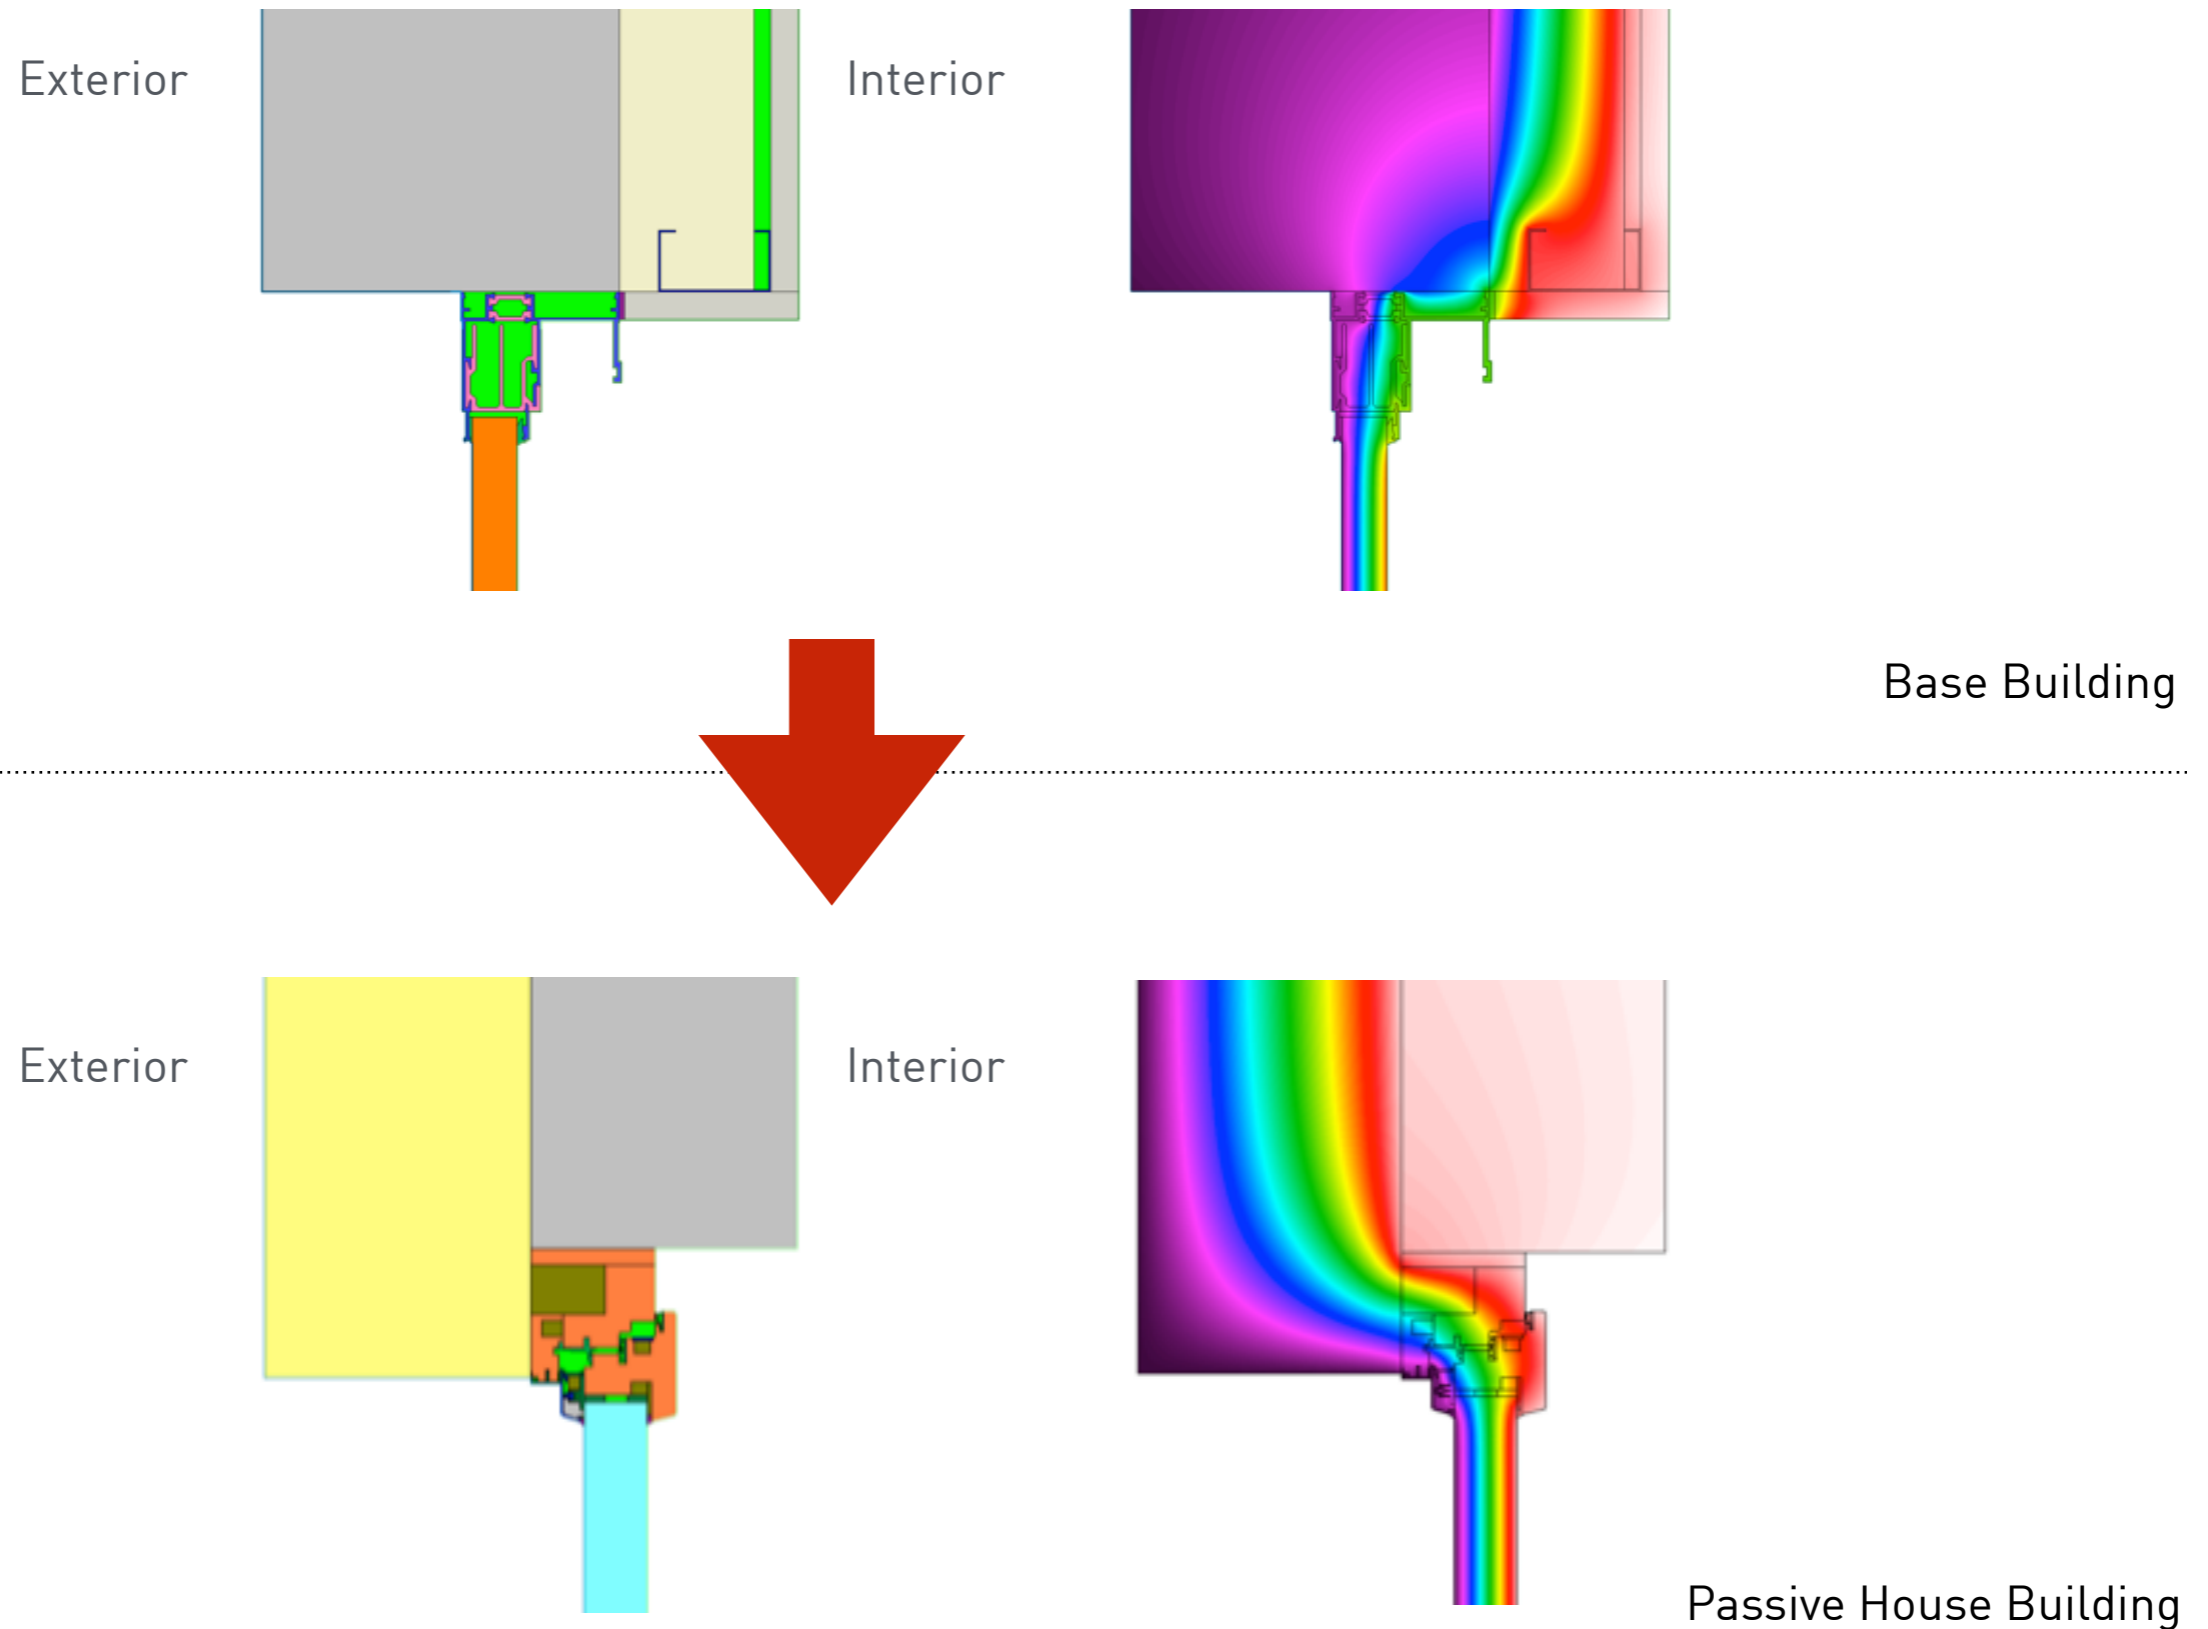 Exterior
Interior
Base Building
Exterior
Interior
Passive House Building